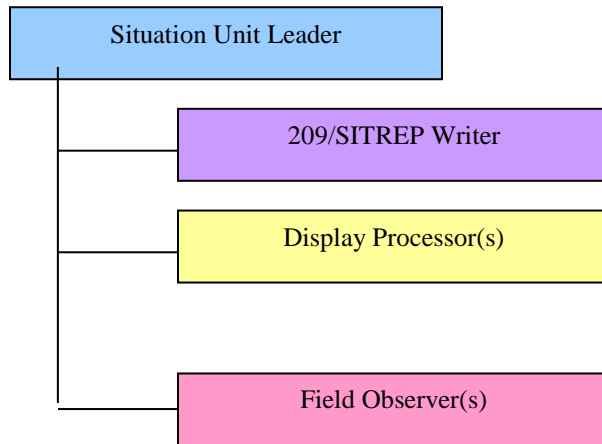 Situation Unit Leader
209/SITREP Writer
Display Processor(s)
Field Observer(s)